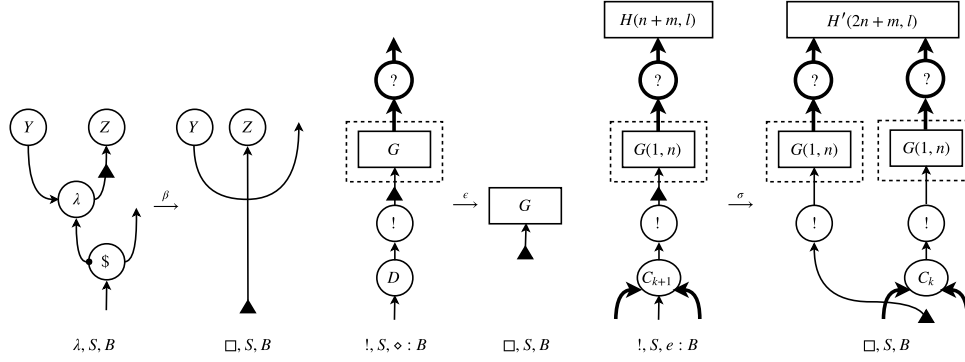 H(n + m, l) H′(2n + m, l)
? ? ? ?
Y Z Y Z G G(1, n) G(1, n) G(1, n)
λ β ϵ G σ
! ! ! !
$ D C_{k+1} C_k
λ, S, B □, S, B !, S, ⋄ : B □, S, B !, S, e : B □, S, B